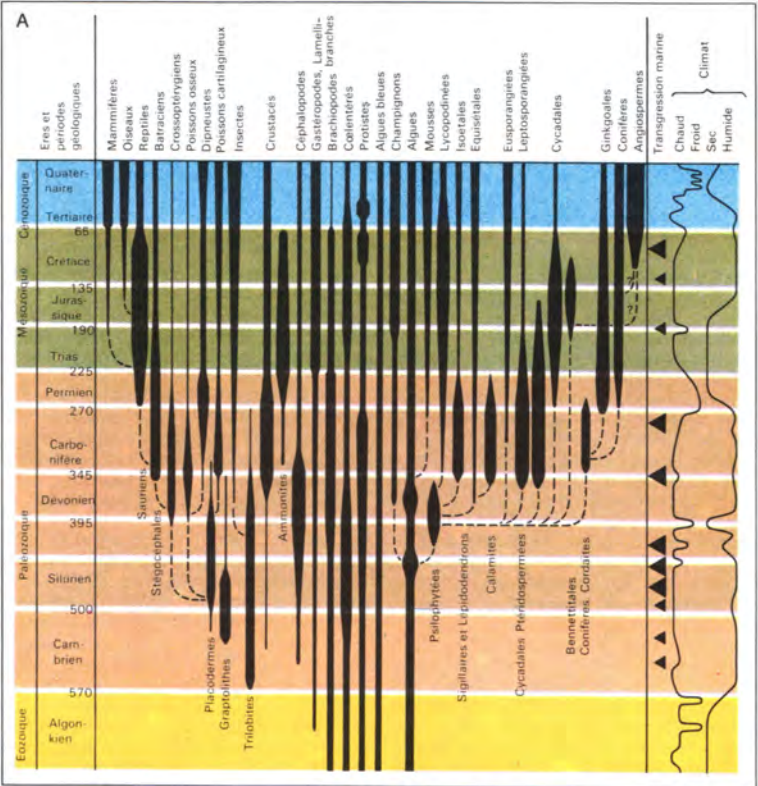 A
Eres et
périodes
géologiques
Mammifères
Oiseaux
Reptiles
Batraciens
Crossoptérygiens
Poissons osseux
Dipneustes
Poissons cartilagineux
Insectes
Crustacés
Céphalopodes
Gastéropodes, Lamelli-
branches
Brachiopodes
Cœlentérés
Protistes
Algues bleues
Champignons
Algues
Mousses
Lycopodinées
Isoetales
Equisétales
Eusporangiées
Leptosporangiées
Cycadales
Ginkgoales
Conifères
Angiospermes
Transgression marine
Climat
Chaud
Froid
Sec
Humide
Cénozoïque
Quater-
naire
Tertiaire
65
Mésozoïque
Crétacé
135
Juras-
sique
190
Trias
225
Paléozoïque
Permien
270
Carbo-
nifère
345
Dévonien
395
Silurien
500
Cam-
brien
570
Eozoïque
Algon-
kien
Sauriens
Stégocéphales
Placodermes
Graptolithes
Trilobites
Ammonites
Psilophytées
Sigillaires et Lépidodendrons
Calamites
Cycadales Ptéridospermées
Bennettitales
Conifères. Cordaites
?
?